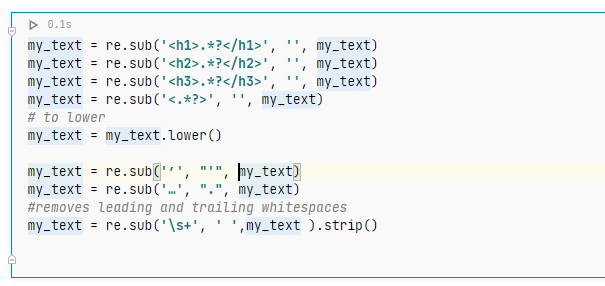 0.1s
my_text = re.sub('<h1>.*?</h1>', '', my_text)
my_text = re.sub('<h2>.*?</h2>', '', my_text)
my_text = re.sub('<h3>.*?</h3>', '', my_text)
my_text = re.sub('<.*?>', '', my_text)
# to lower
my_text = my_text.lower()
my_text = re.sub('’', "'", my_text)
my_text = re.sub('…', ".", my_text)
#removes leading and trailing whitespaces
my_text = re.sub('\s+', ' ',my_text ).strip()